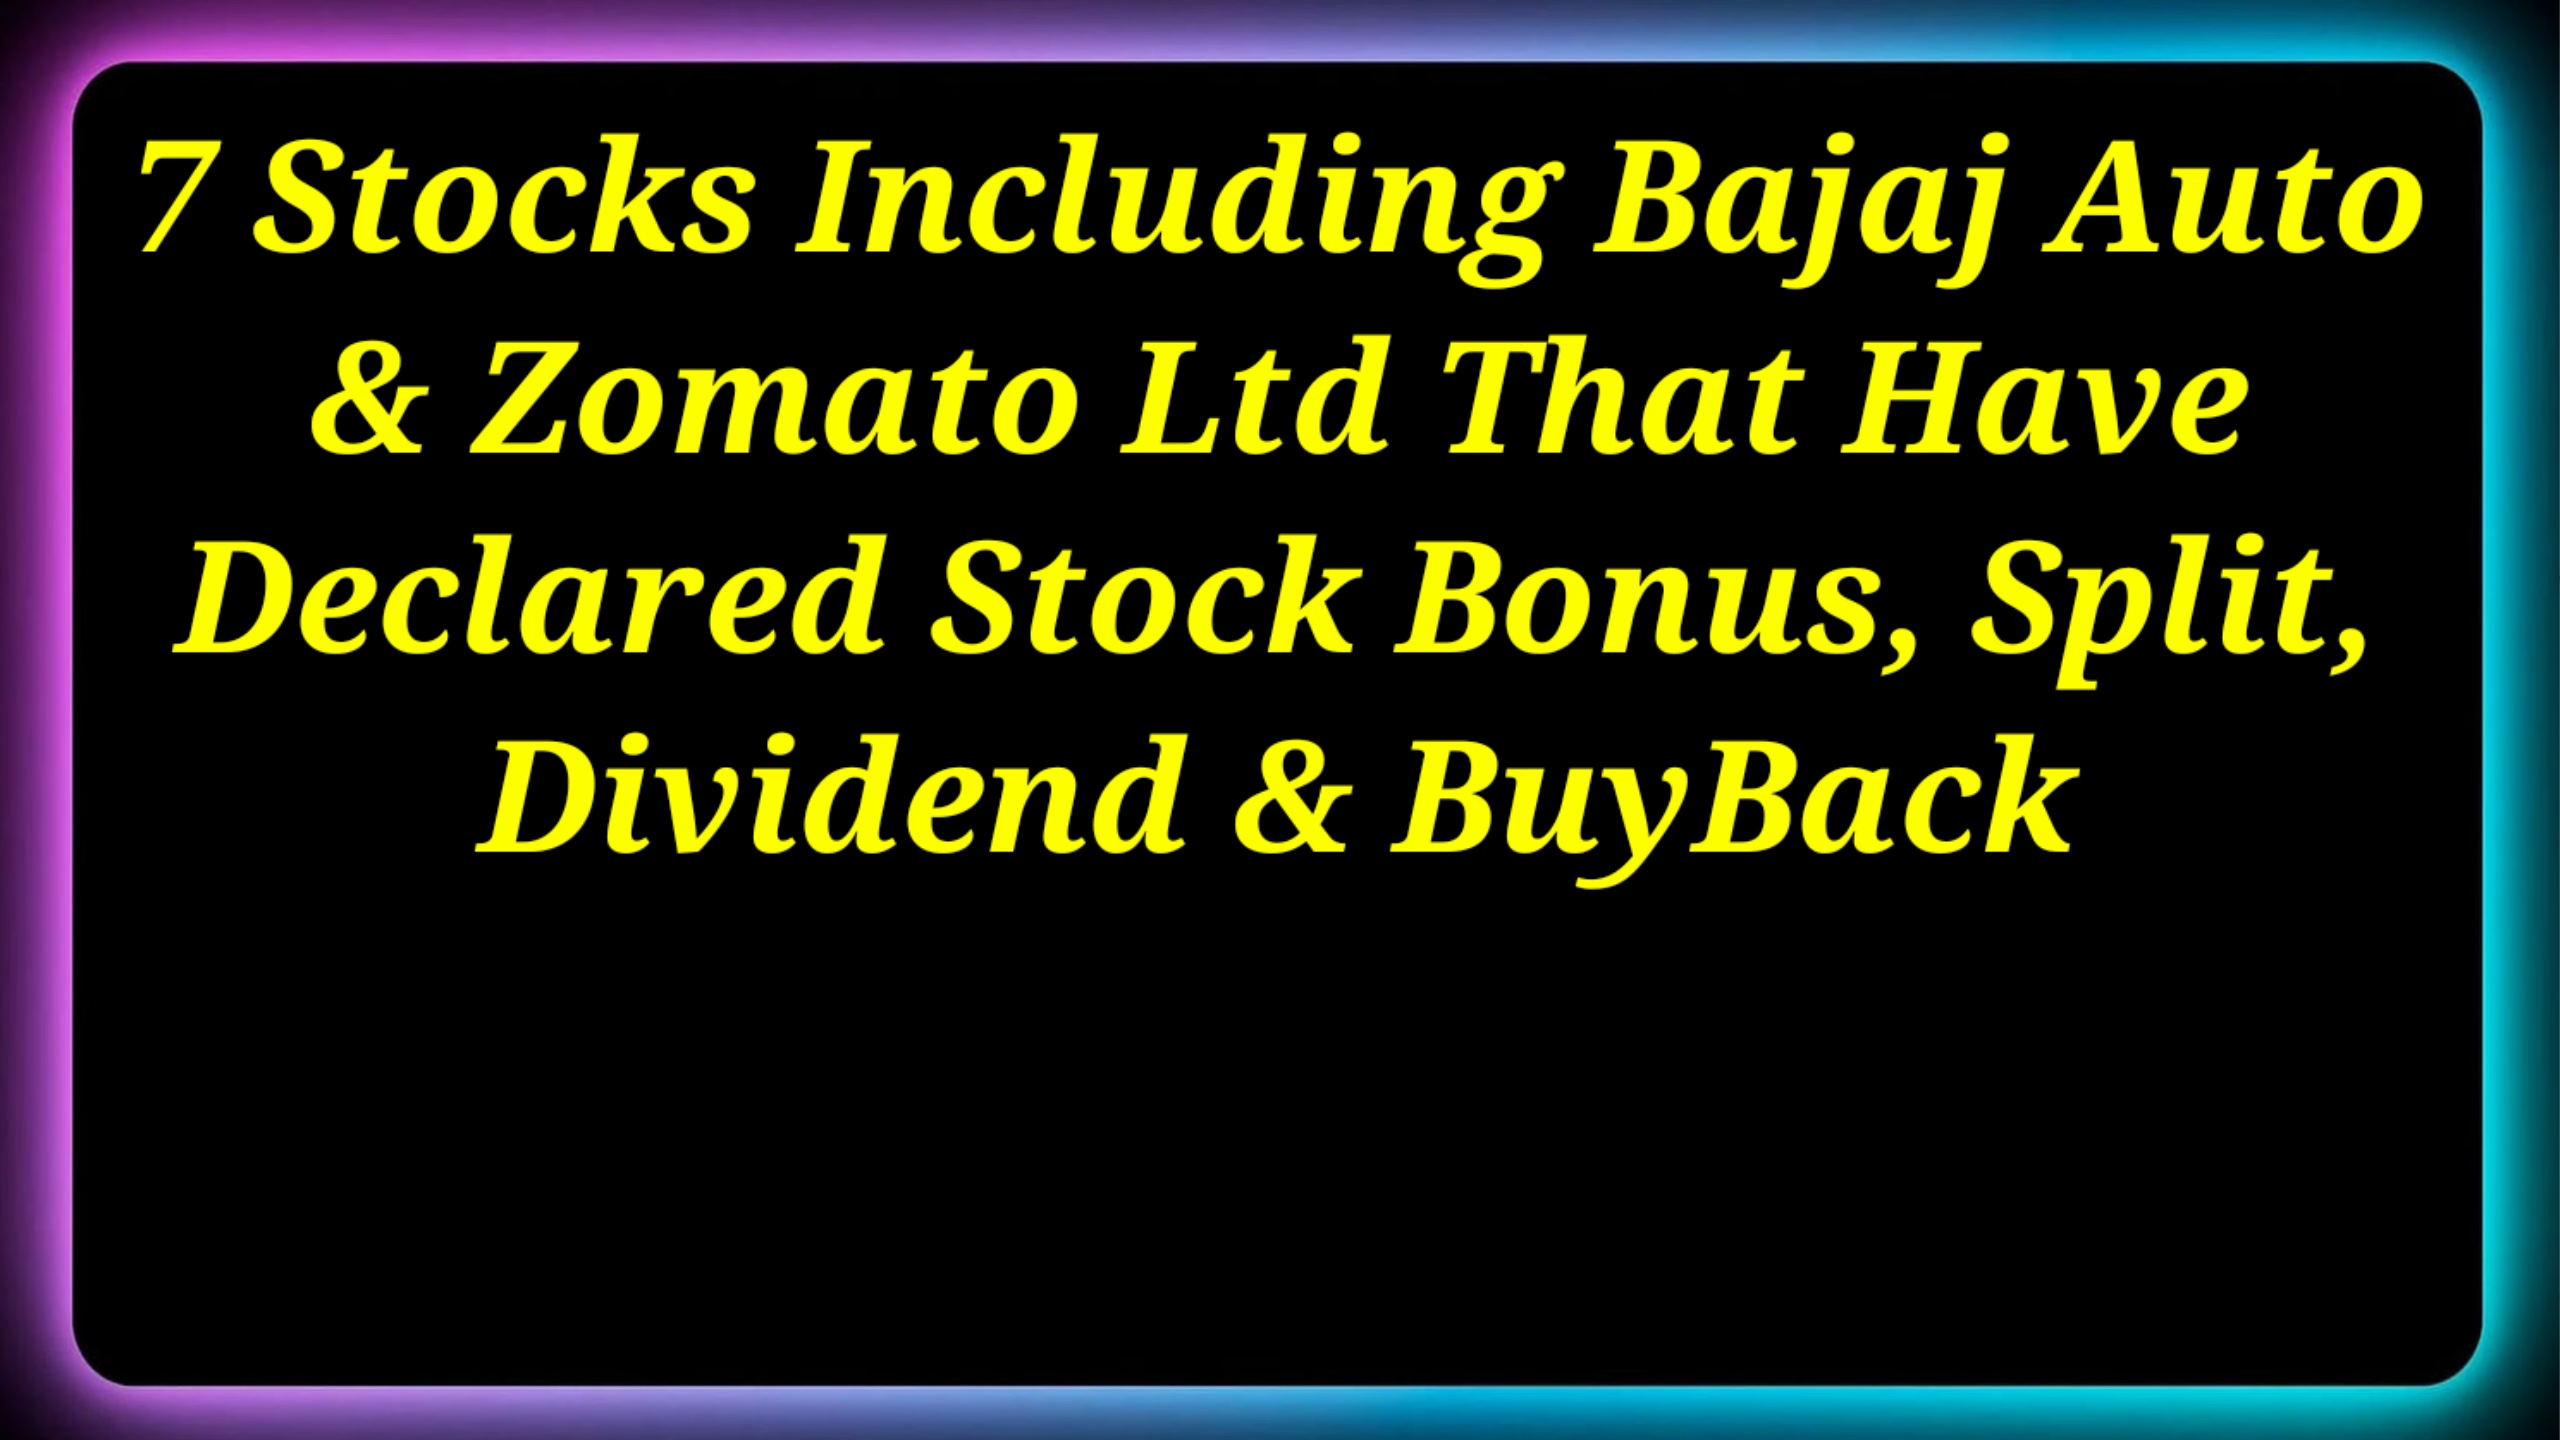 7 Stocks Including Bajaj Auto
& Zomato Ltd That Have
Declared Stock Bonus, Split,
Dividend & BuyBack